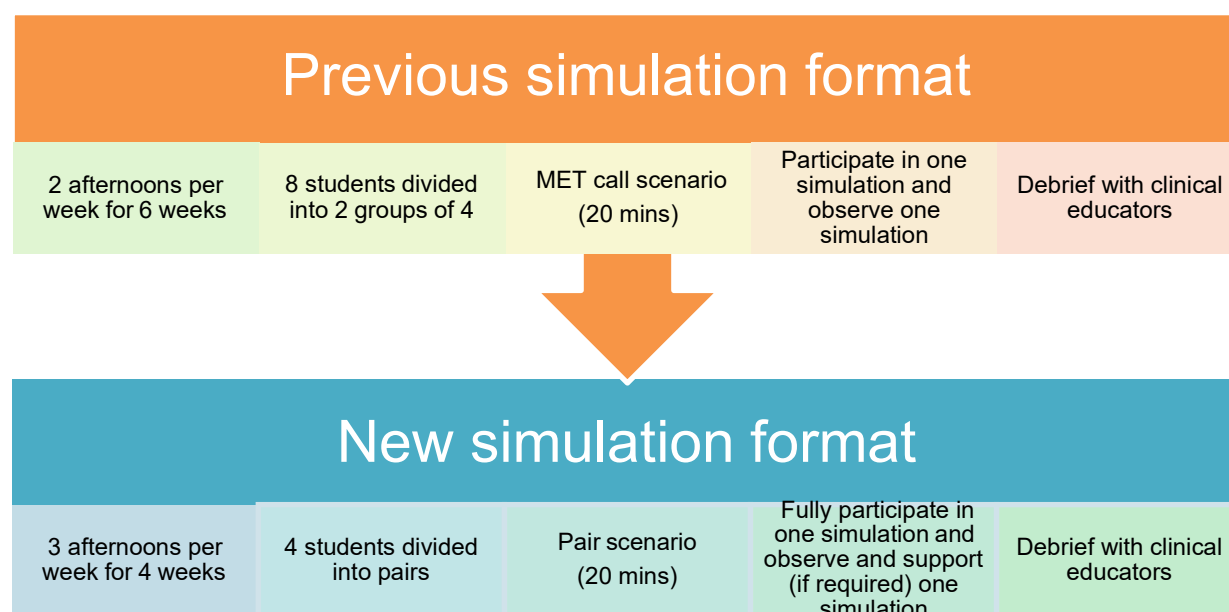 Previous simulation format
2 afternoons per
week for 6 weeks
8 students divided
into 2 groups of 4
MET call scenario
(20 mins)
Participate in one
simulation and
observe one
simulation
Debrief with clinical
educators
New simulation format
3 afternoons per
week for 4 weeks
4 students divided
into pairs
Pair scenario
(20 mins)
Fully participate in
one simulation and
observe and support
(if required) one
simulation
Debrief with clinical
educators